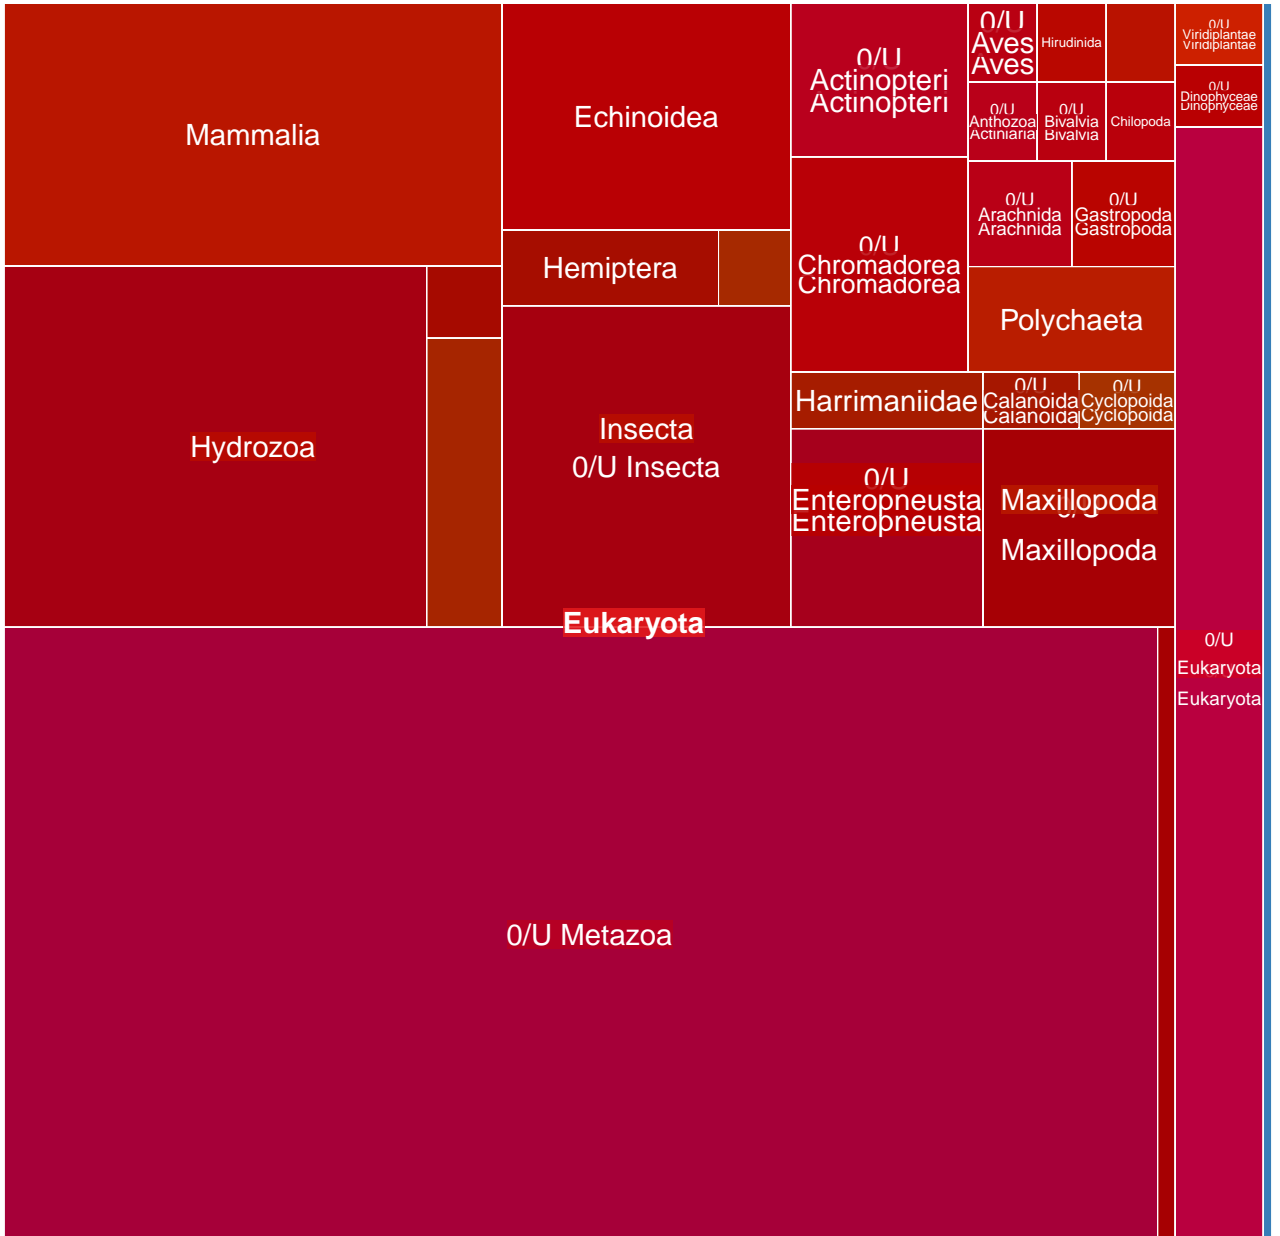 Mammalia
Echinoidea
0/U
Actinopteri
Actinopteri
0/U
Aves
Aves
Hirudinida
0/U
Viridiplantae
Viridiplantae
0/U
Dinophyceae
Dinophyceae
0/U
Anthozoa
Actiniaria
0/U
Bivalvia
Bivalvia
Chilopoda
0/U
Arachnida
Arachnida
0/U
Gastropoda
Gastropoda
Hemiptera
0/U
Chromadorea
Chromadorea
Polychaeta
Harrimaniidae
0/U
Calanoida
Calanoida
0/U
Cyclopoida
Cyclopoida
Hydrozoa
Insecta
0/U Insecta
0/U
Enteropneusta
Enteropneusta
Maxillopoda
Maxillopoda
Eukaryota
0/U
Eukaryota
Eukaryota
0/U Metazoa